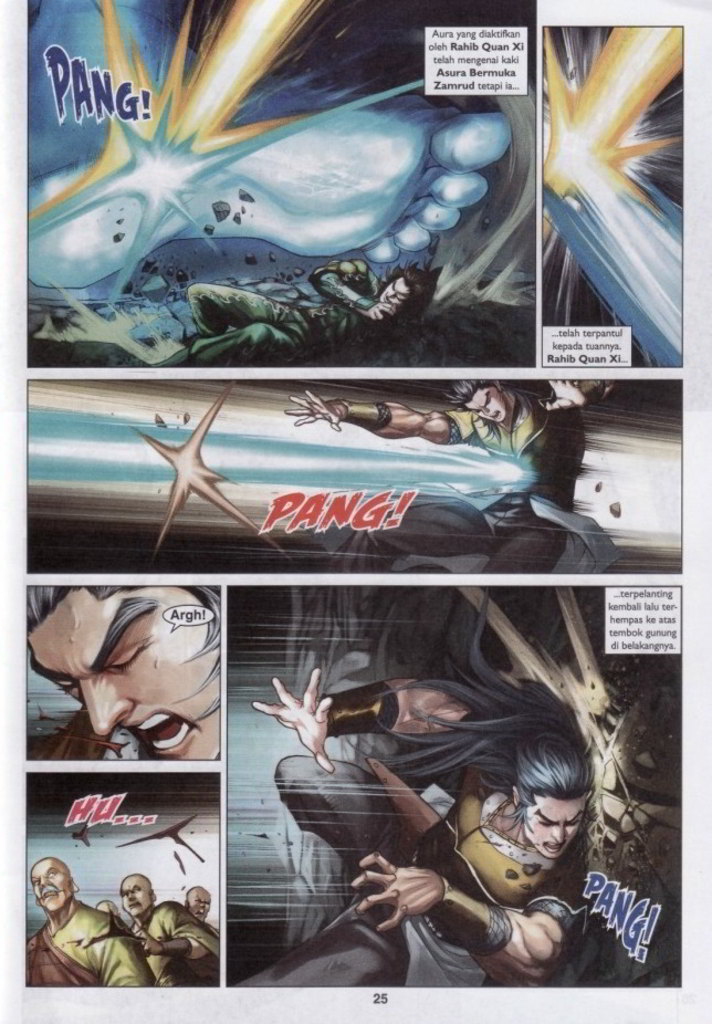 PANG!
Aura yang diaktifkan
oleh Rahib Quan Xi
telah mengenai kaki
Asura Bermuka
Zamrud tetapi ia...
...telah terpantul
kepada tuannya.
Rahib Quan Xi...
PANG!
Argh!
...terpelanting
kembali lalu ter-
hempas ke atas
tembok gunung
di belakangnya.
HU...
PANG!
25